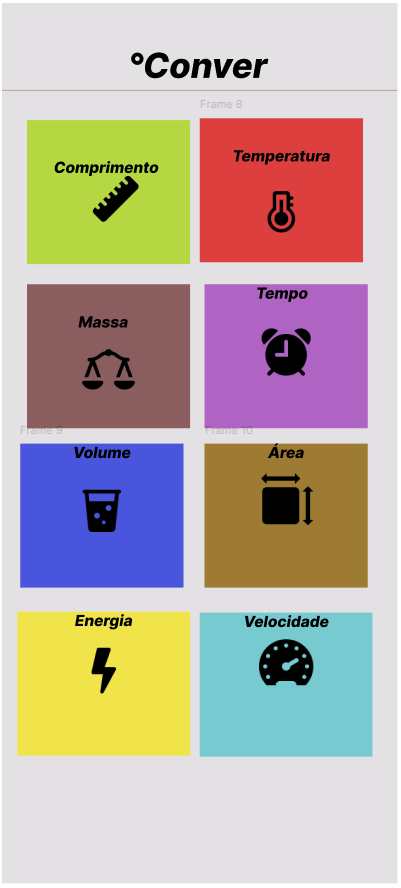 °Conver
Frame 8
Comprimento
Temperatura
Massa
Tempo
Frame 9
Frame 10
Volume
Área
Energia
Velocidade